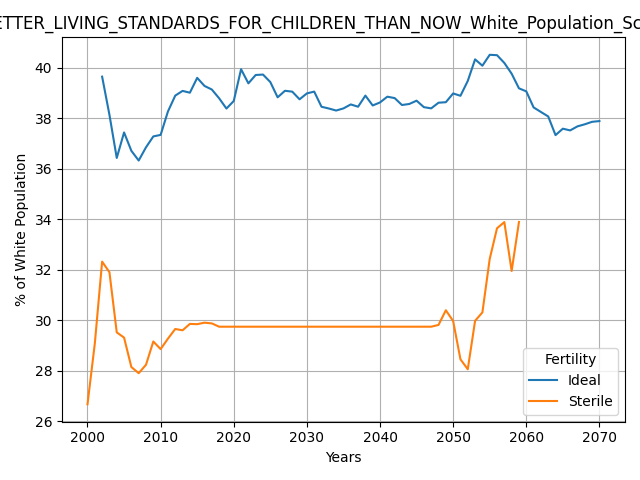 ETTER_LIVING_STANDARDS_FOR_CHILDREN_THAN_NOW_White_Population_Sc
40
38
36
34
32
30
28
26
% of White Population
2000 2010 2020 2030 2040 2050 2060 2070
Years
Fertility
Ideal
Sterile